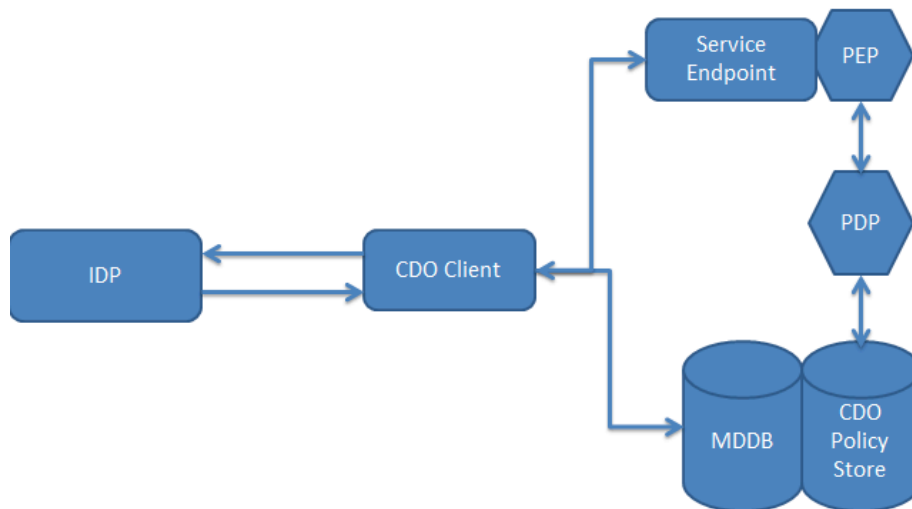 Service
Endpoint
PEP
PDP
IDP
CDO Client
MDDB
CDO
Policy
Store